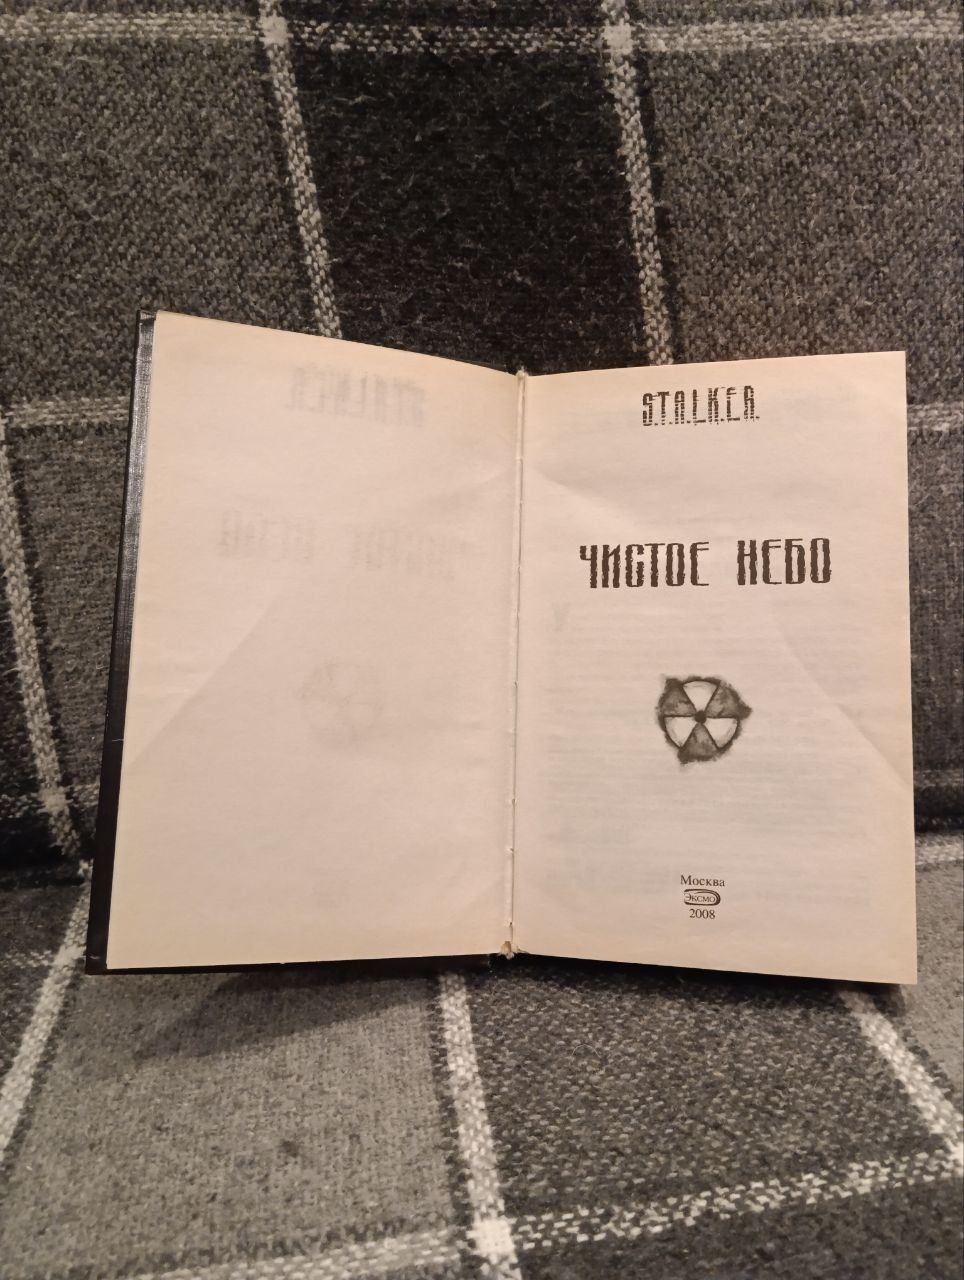 S.T.A.L.K.E.R.
ЧИСТОЕ НЕБО
Москва
ЭКСМО
2008